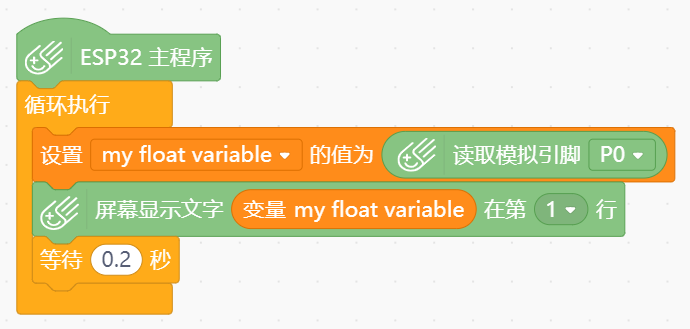 ESP32 主程序
循环执行
设置 my float variable 的值为 读取模拟引脚 P0
屏幕显示文字 变量 my float variable 在第 1 行
等待 0.2 秒